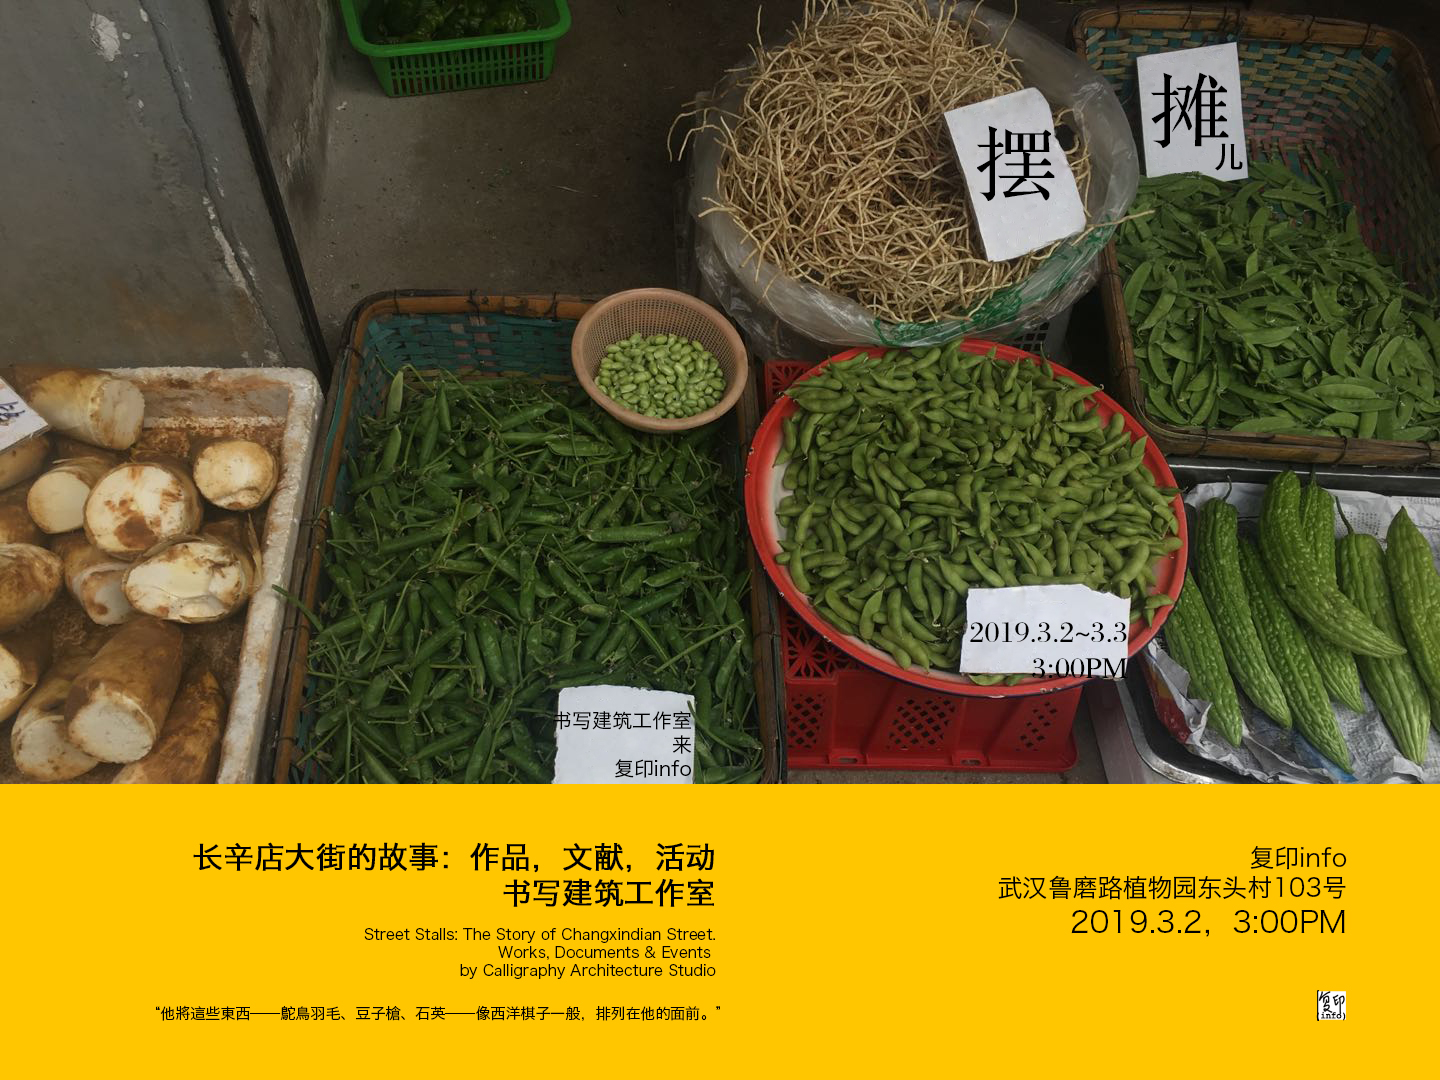 摆
摊
儿
2019.3.2~3.3
3:00PM
书写建筑工作室
来
复印info
长辛店大街的故事：作品，文献，活动
书写建筑工作室
Street Stalls: The Story of Changxindian Street.
Works, Documents & Events
by Calligraphy Architecture Studio
“他將這些東西——鴕鳥羽毛、豆子槍、石英——像西洋棋子一般，排列在他的面前。”
复印info
武汉鲁磨路植物园东头村103号
2019.3.2，3:00PM
复印
(info)